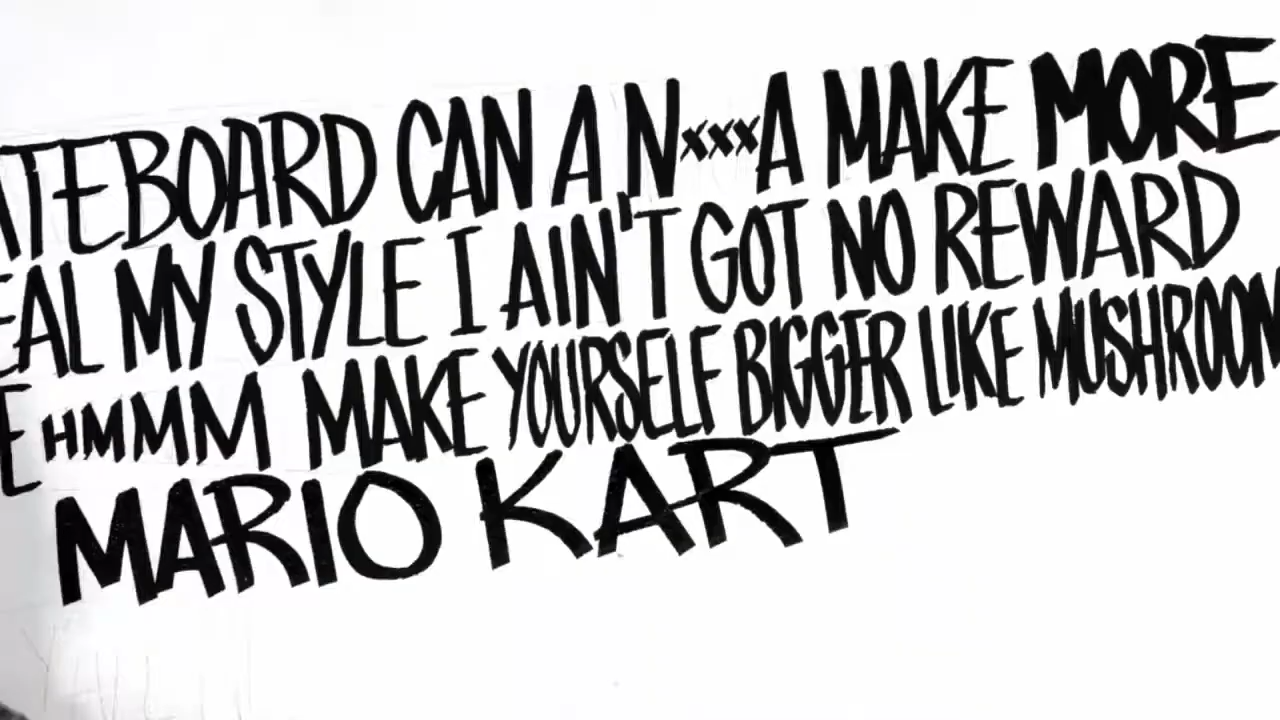 ATEBOARD CAN A N×××A MAKE MORE
EAL MY STYLE I AIN'T GOT NO REWARD
E HMMM MAKE YOURSELF BIGGER LIKE MUSHROOM
MARIO KART